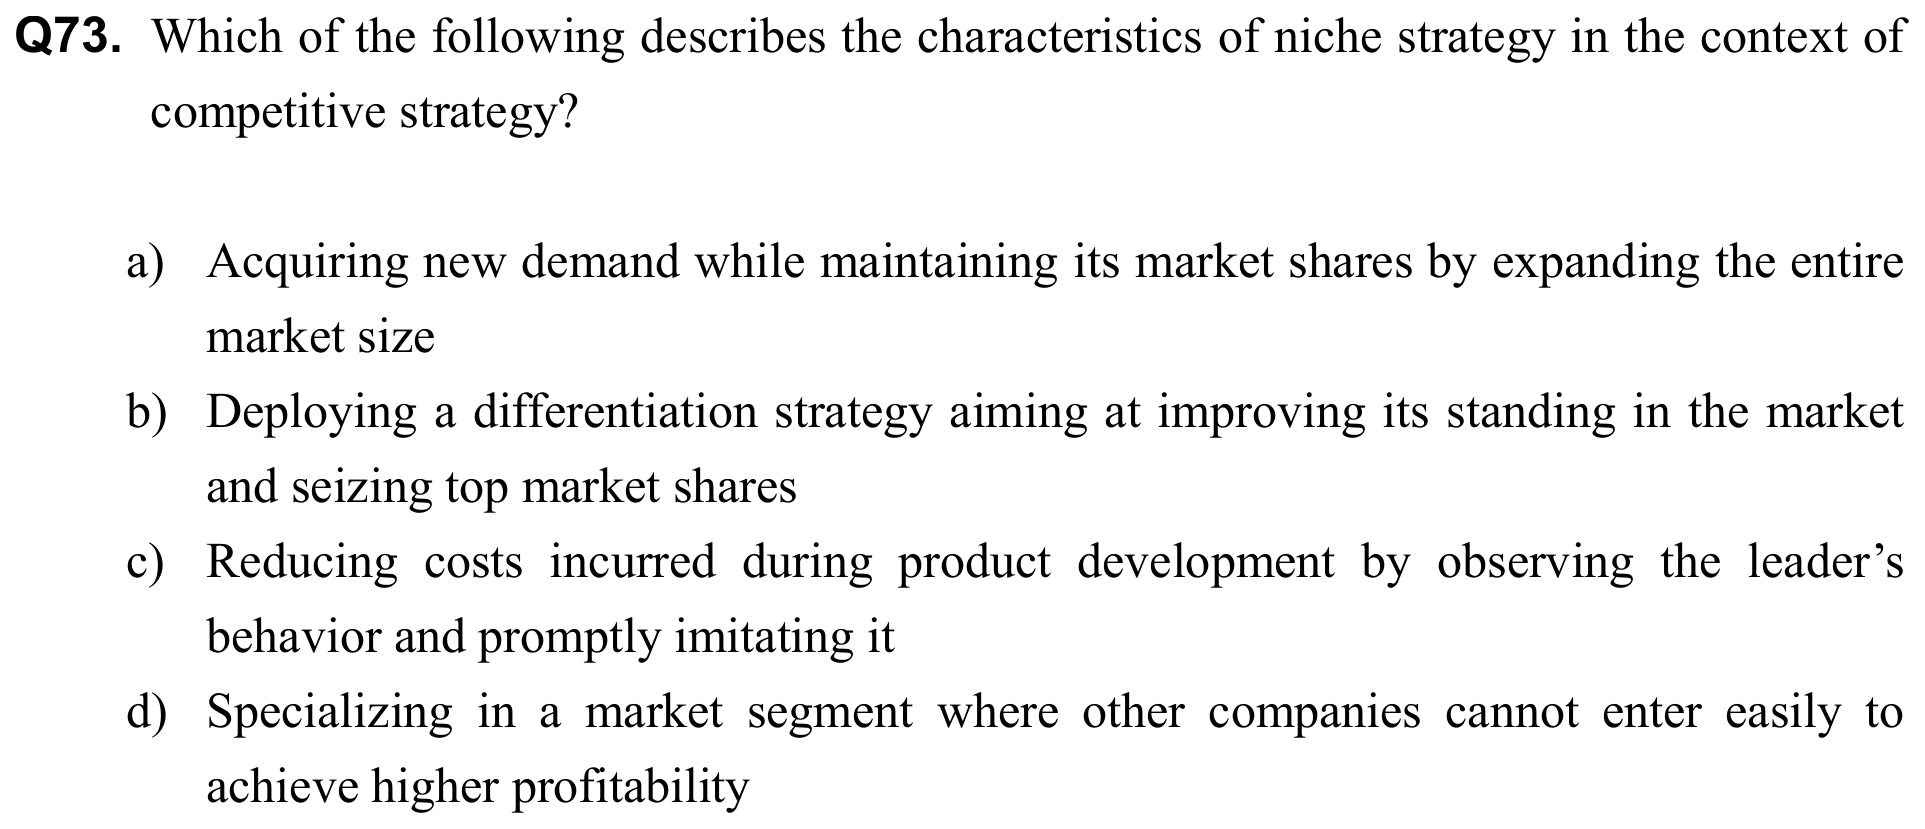 Q73. Which of the following describes the characteristics of niche strategy in the context of
competitive strategy?
a) Acquiring new demand while maintaining its market shares by expanding the entire
market size
b) Deploying a differentiation strategy aiming at improving its standing in the market
and seizing top market shares
c) Reducing costs incurred during product development by observing the leader’s
behavior and promptly imitating it
d) Specializing in a market segment where other companies cannot enter easily to
achieve higher profitability